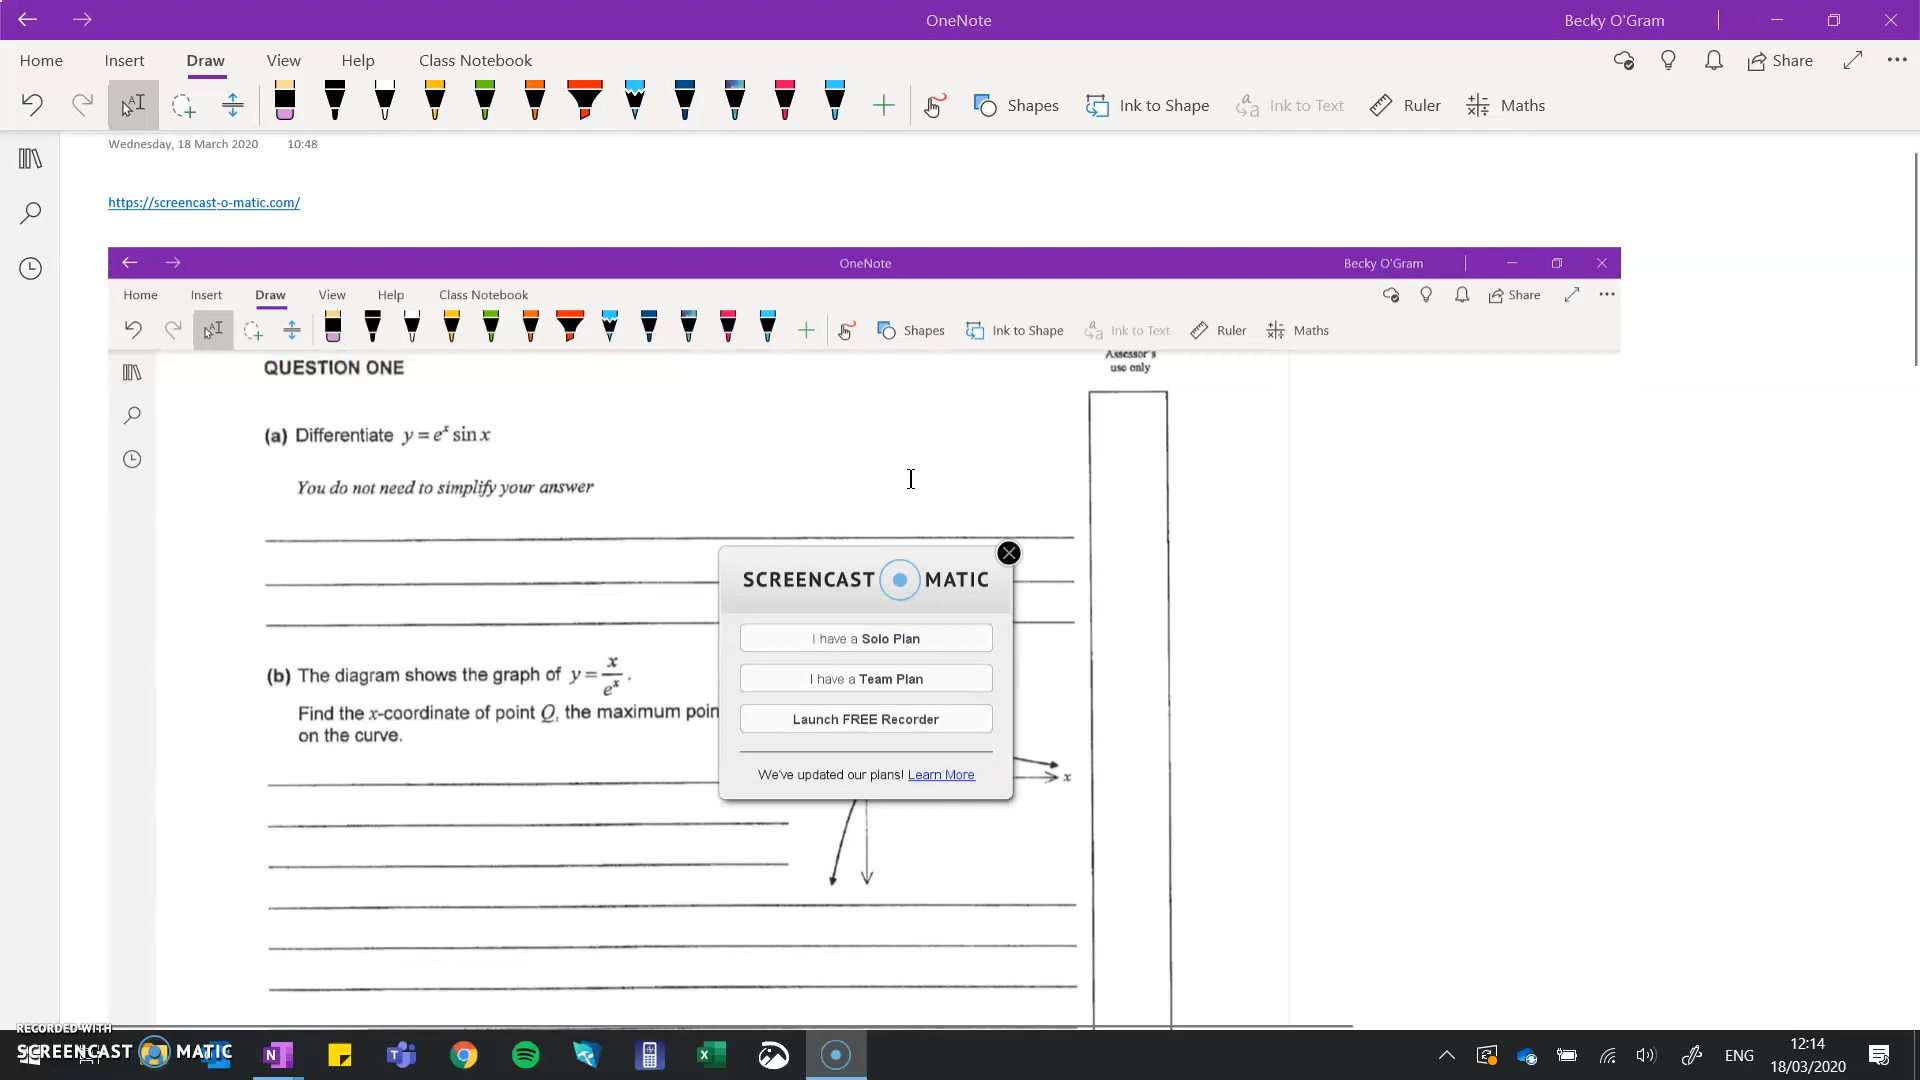 OneNote
Becky O'Gram
Home Insert Draw View Help Class Notebook
Share
Shapes Ink to Shape Ink to Text Ruler Maths
Wednesday, 18 March 2020 10:48
https://screencast-o-matic.com/
OneNote
Becky O'Gram
Home Insert Draw View Help Class Notebook
Share
Shapes Ink to Shape Ink to Text Ruler Maths
Assessor's
use only
QUESTION ONE
(a) Differentiate y = e^x sin x
You do not need to simplify your answer
SCREENCAST O MATIC
I have a Solo Plan
I have a Team Plan
Launch FREE Recorder
We've updated our plans! Learn More
(b) The diagram shows the graph of y = x/e^x.
Find the x-coordinate of point Q, the maximum poin
on the curve.
x
RECORDED WITH
SCREENCAST O MATIC
ENG
12:14
18/03/2020